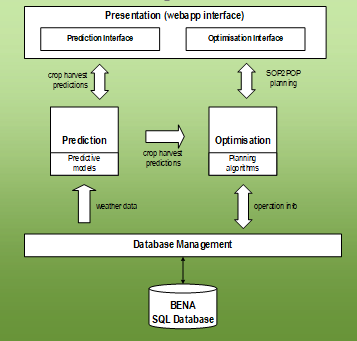 Presentation (webapp interface)
Prediction Interface
Optimisation Interface
crop harvest
predictions
SOP2POP
planning
Prediction
Predictive
models
crop harvest
predictions
Optimisation
Planning
algorithms
weather data
operation info
Database Management
BENA
SQL Database